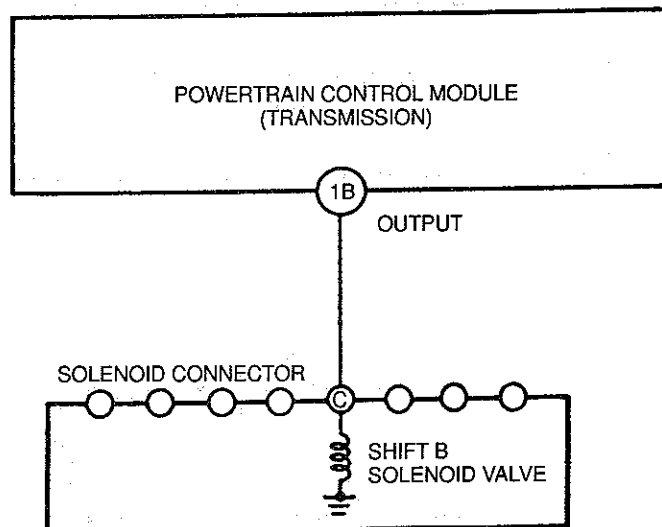 POWERTRAIN CONTROL MODULE
(TRANSMISSION)
1B
OUTPUT
SOLENOID CONNECTOR
C
SHIFT B
SOLENOID VALVE